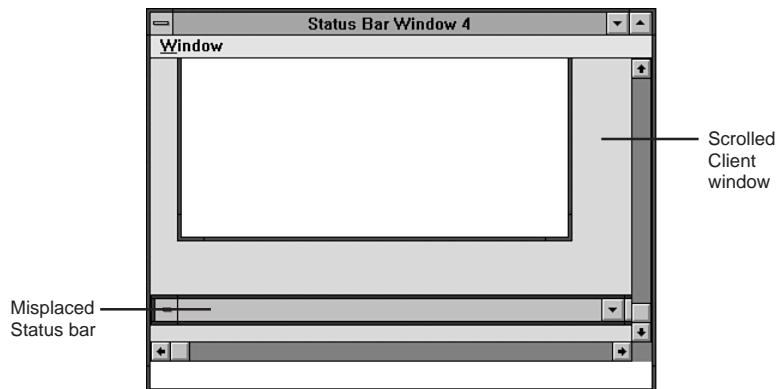 Status Bar Window 4
Window
Scrolled
Client
window
Misplaced
Status bar